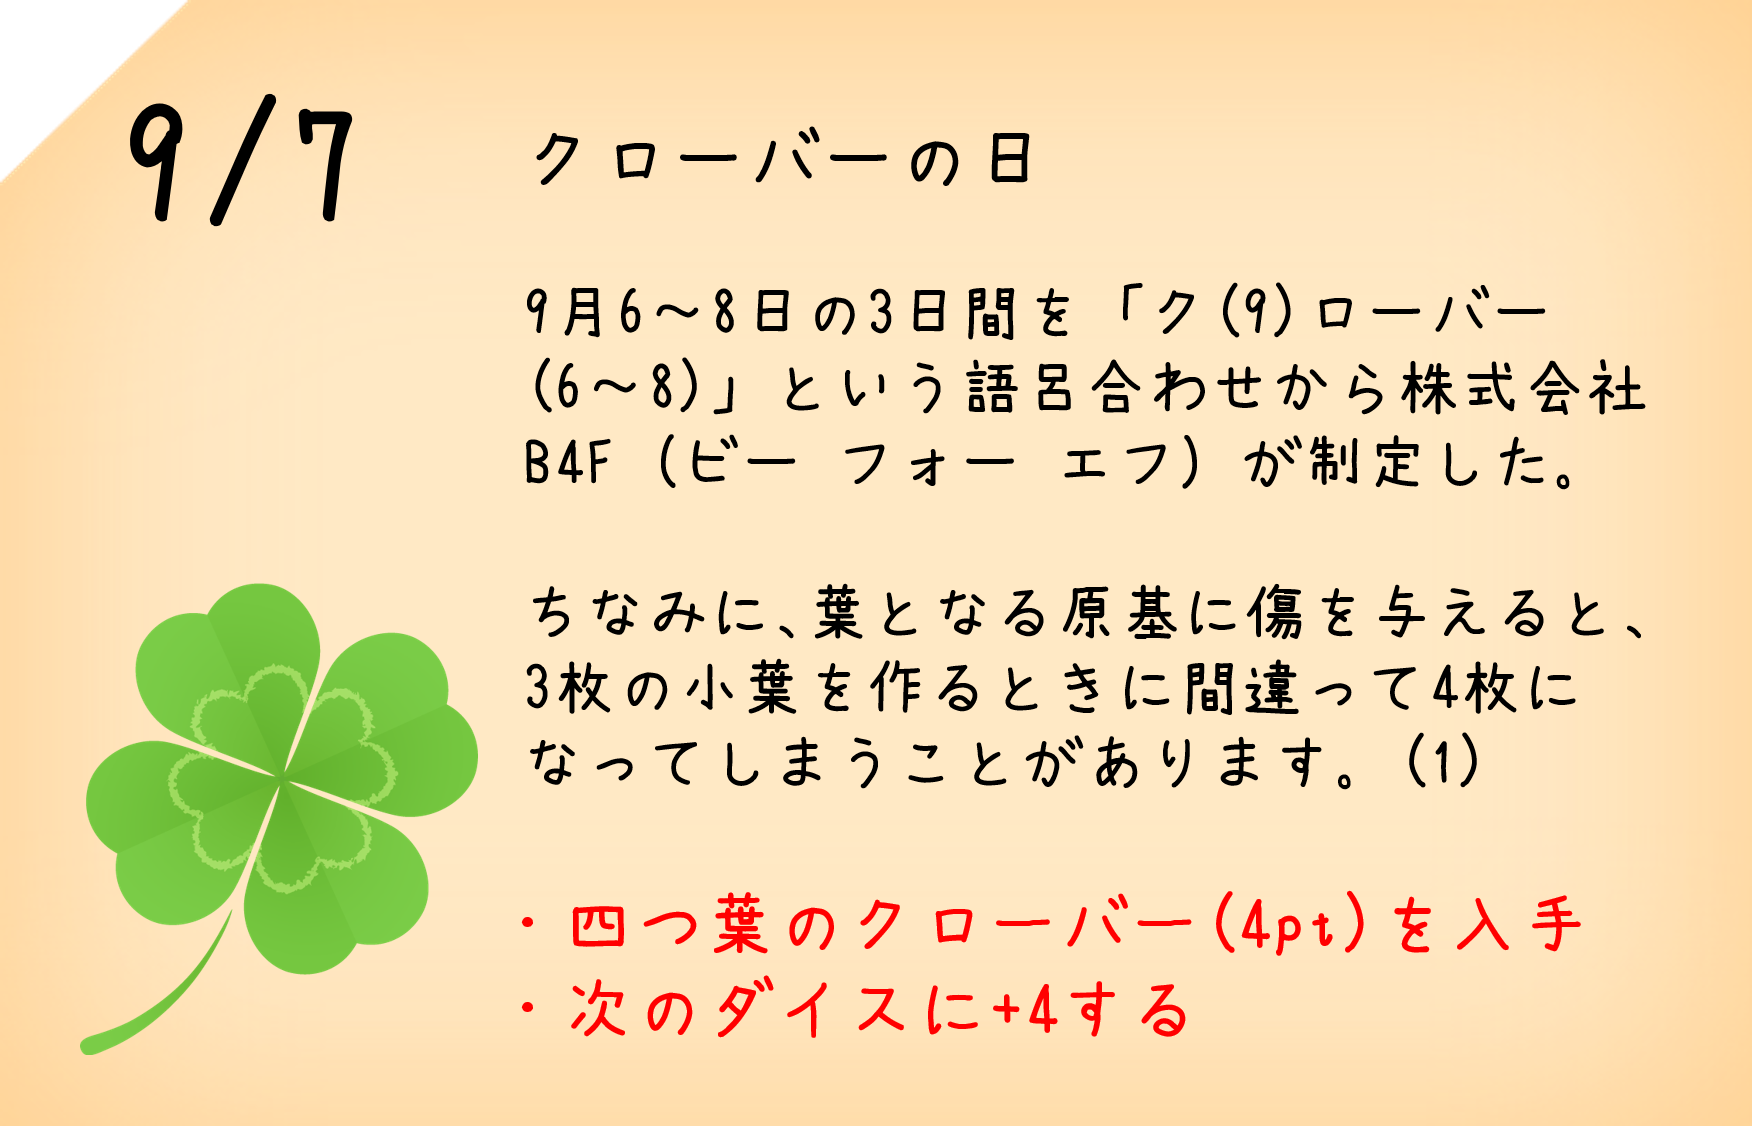 9/7
クローバーの日
9月6～8日の3日間を「ク(9)ローバー
(6～8)」という語呂合わせから株式会社
B4F (ビー フォー エフ) が制定した。
ちなみに、葉となる原基に傷を与えると、
3枚の小葉を作るときに間違って4枚に
なってしまうことがあります。(1)
・四つ葉のクローバー(4pt)を入手
・次のダイスに+4する